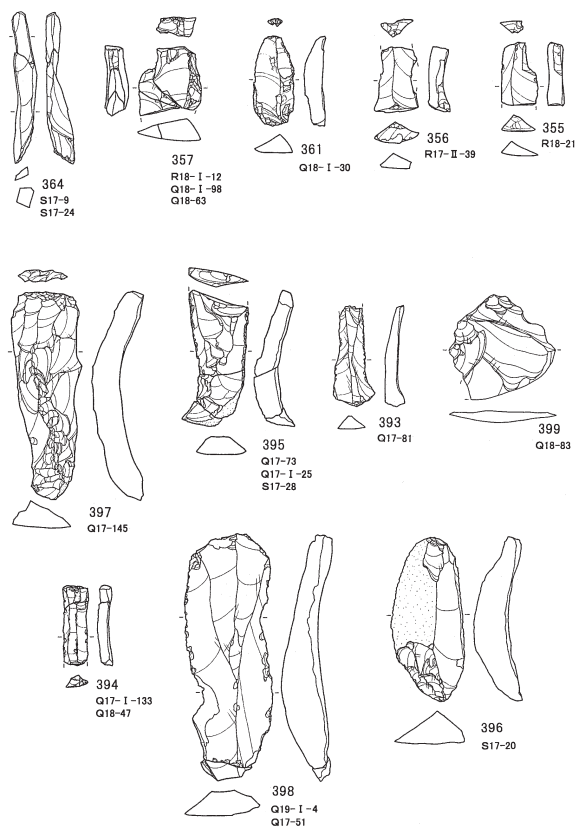 364
S17-9
S17-24
357
R18-Ⅰ-12
Q18-Ⅰ-98
Q18-63
361
Q18-Ⅰ-30
356
R17-Ⅱ-39
355
R18-21
397
Q17-145
395
Q17-73
Q17-Ⅰ-25
S17-28
393
Q17-81
399
Q18-83
394
Q17-Ⅰ-133
Q18-47
398
Q19-Ⅰ-4
Q17-51
396
S17-20